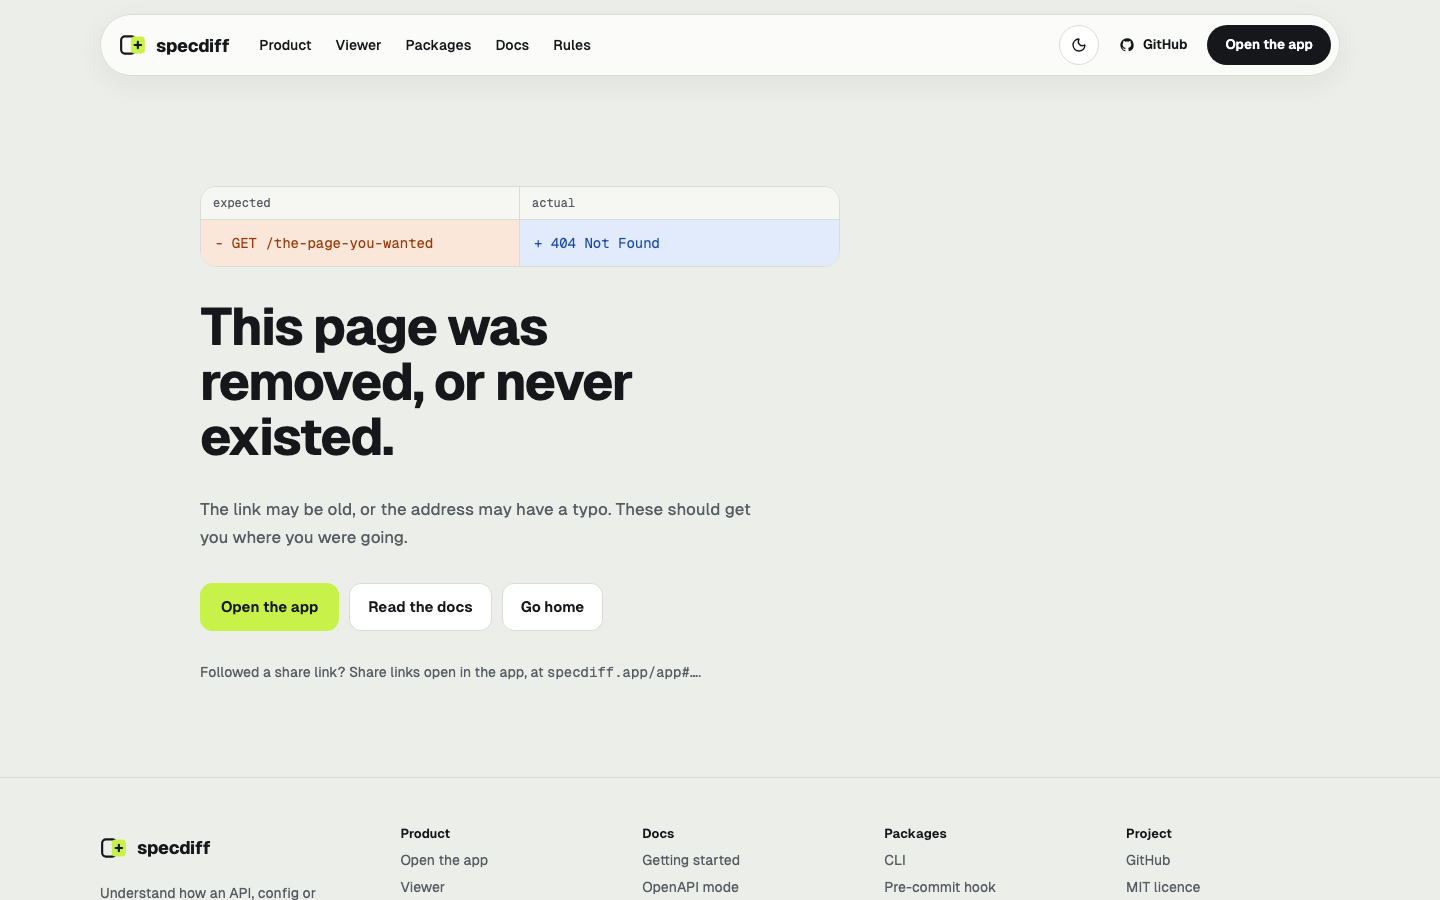 specdiff Product Viewer Packages Docs Rules GitHub Open the app
expected actual
- GET /the-page-you-wanted + 404 Not Found
This page was
removed, or never
existed.
The link may be old, or the address may have a typo. These should get
you where you were going.
Open the app Read the docs Go home
Followed a share link? Share links open in the app, at specdiff.app/app#….
specdiff
Understand how an API, config or
Product
Open the app
Viewer
Docs
Getting started
OpenAPI mode
Packages
CLI
Pre-commit hook
Project
GitHub
MIT licence